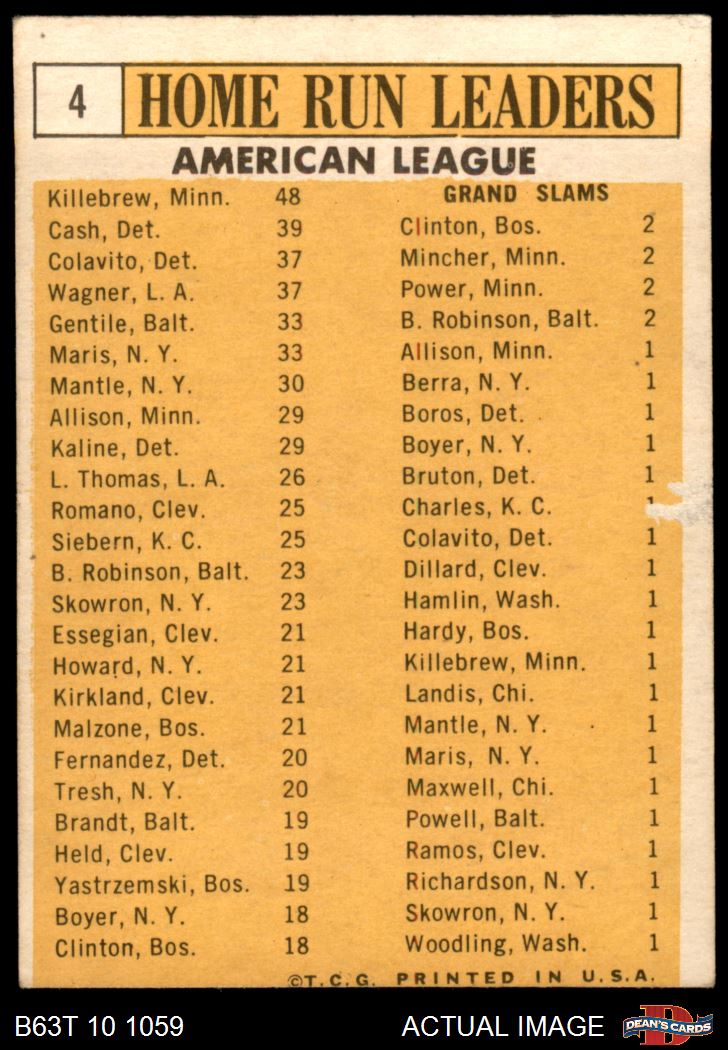 4 HOME RUN LEADERS
AMERICAN LEAGUE
Killebrew, Minn. 48
Cash, Det. 39
Colavito, Det. 37
Wagner, L. A. 37
Gentile, Balt. 33
Maris, N. Y. 33
Mantle, N. Y. 30
Allison, Minn. 29
Kaline, Det. 29
L. Thomas, L. A. 26
Romano, Clev. 25
Siebern, K. C. 25
B. Robinson, Balt. 23
Skowron, N. Y. 23
Essegian, Clev. 21
Howard, N. Y. 21
Kirkland, Clev. 21
Malzone, Bos. 21
Fernandez, Det. 20
Tresh, N. Y. 20
Brandt, Balt. 19
Held, Clev. 19
Yastrzemski, Bos. 19
Boyer, N. Y. 18
Clinton, Bos. 18
GRAND SLAMS
Clinton, Bos. 2
Mincher, Minn. 2
Power, Minn. 2
B. Robinson, Balt. 2
Allison, Minn. 1
Berra, N. Y. 1
Boros, Det. 1
Boyer, N. Y. 1
Bruton, Det. 1
Charles, K. C. 1
Colavito, Det. 1
Dillard, Clev. 1
Hamlin, Wash. 1
Hardy, Bos. 1
Killebrew, Minn. 1
Landis, Chi. 1
Mantle, N. Y. 1
Maris, N. Y. 1
Maxwell, Chi. 1
Powell, Balt. 1
Ramos, Clev. 1
Richardson, N. Y. 1
Skowron, N. Y. 1
Woodling, Wash. 1
©T.C.G. PRINTED IN U.S.A.
B63T 10 1059 ACTUAL IMAGE
D
DEAN'S CARDS